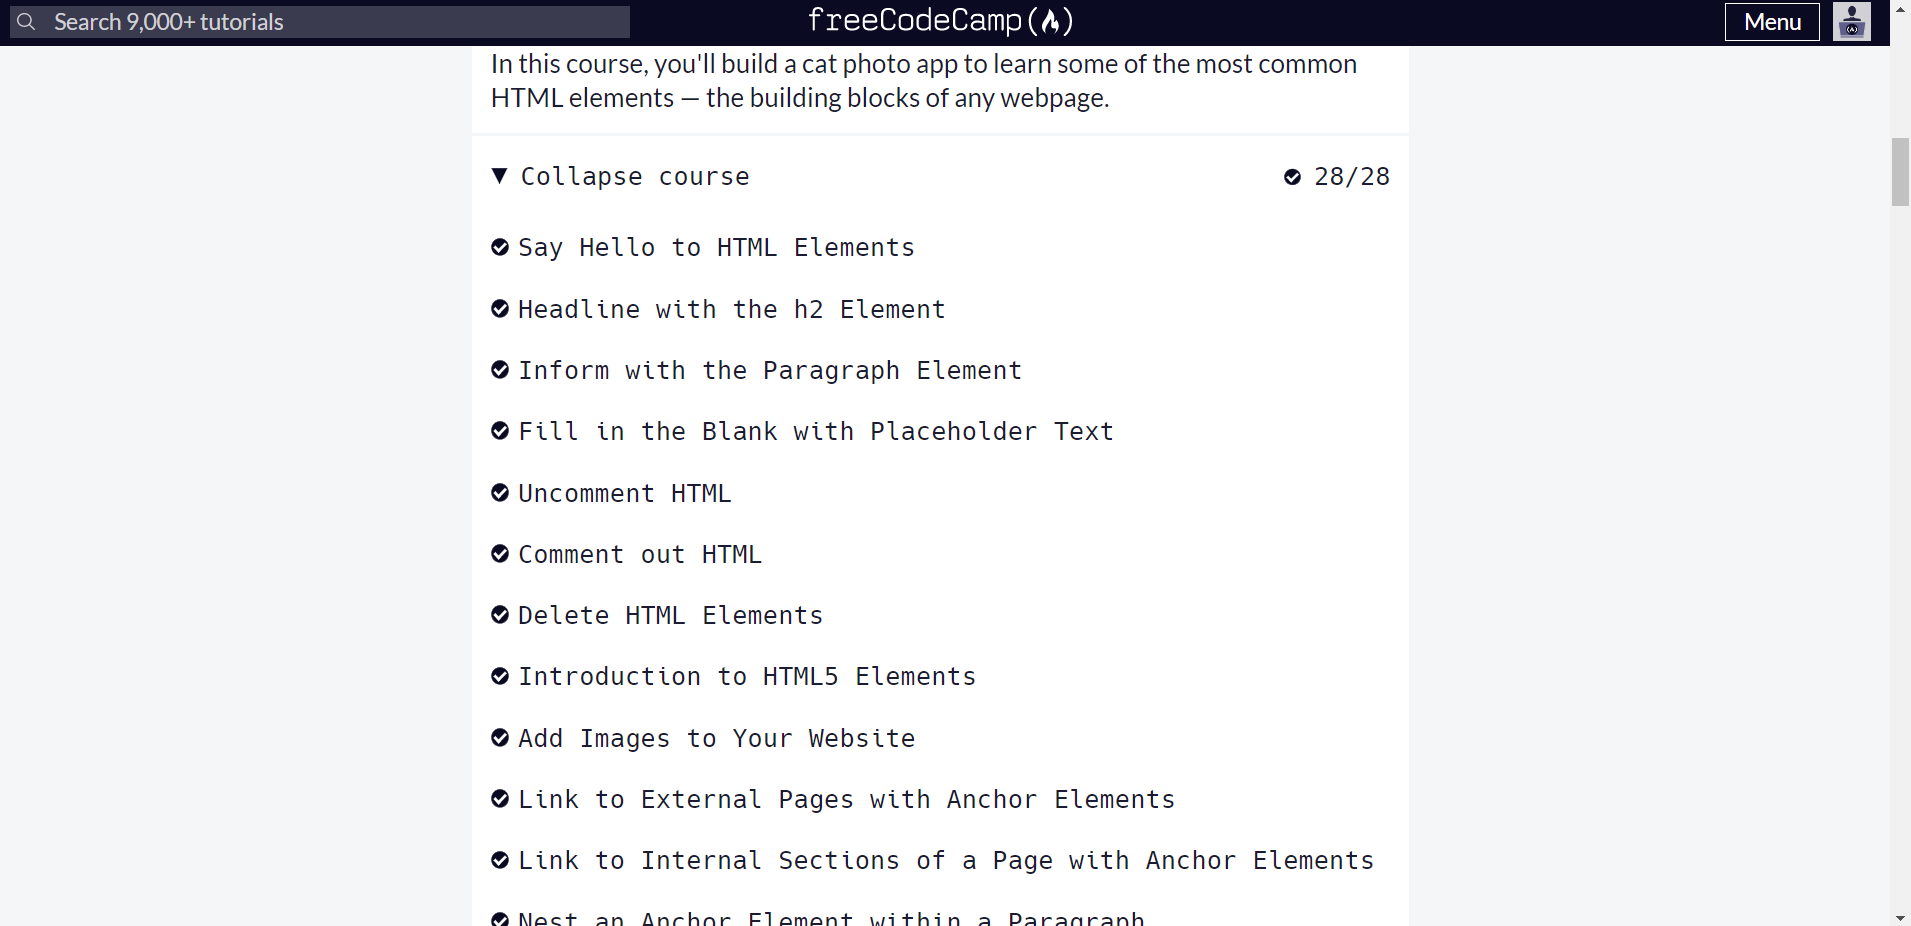 Search 9,000+ tutorials
freeCodeCamp
Menu
In this course, you'll build a cat photo app to learn some of the most common
HTML elements — the building blocks of any webpage.
Collapse course
28/28
Say Hello to HTML Elements
Headline with the h2 Element
Inform with the Paragraph Element
Fill in the Blank with Placeholder Text
Uncomment HTML
Comment out HTML
Delete HTML Elements
Introduction to HTML5 Elements
Add Images to Your Website
Link to External Pages with Anchor Elements
Link to Internal Sections of a Page with Anchor Elements
Nest an Anchor Element within a Paragraph